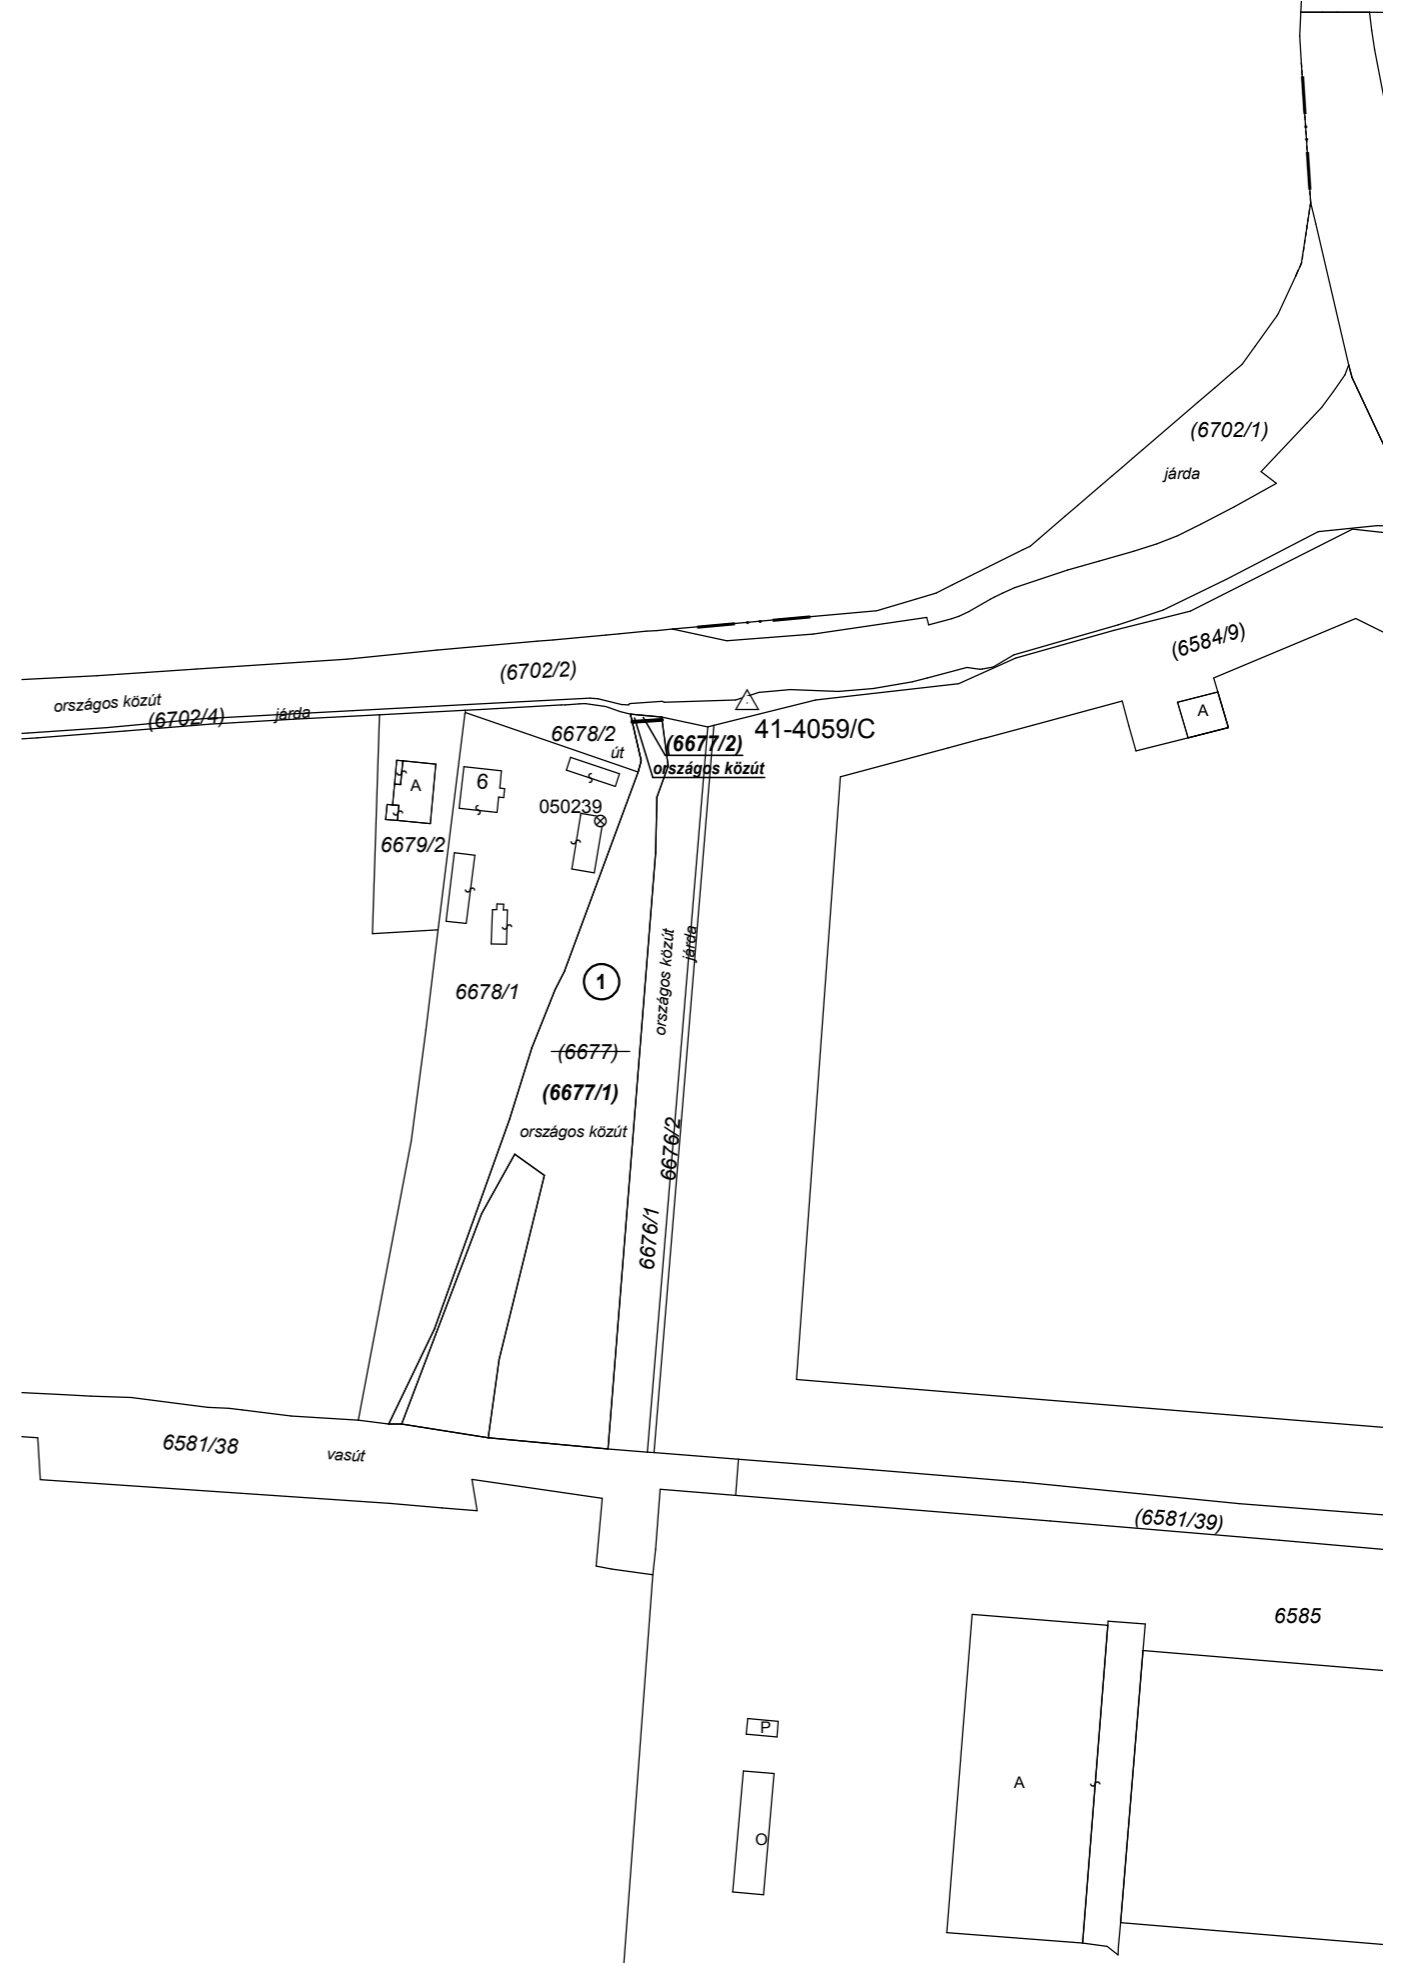 (6702/1)
járda
(6584/9)
(6702/2)
országos közút
(6702/4)
járda
A
6678/2
út
(6677/2)
országos közút
41-4059/C
6
A
050239
6679/2
országos közút
járda
1
6678/1
(6677)
(6677/1)
országos közút
6676/2
6676/1
6581/38
vasút
(6581/39)
6585
P
A
O